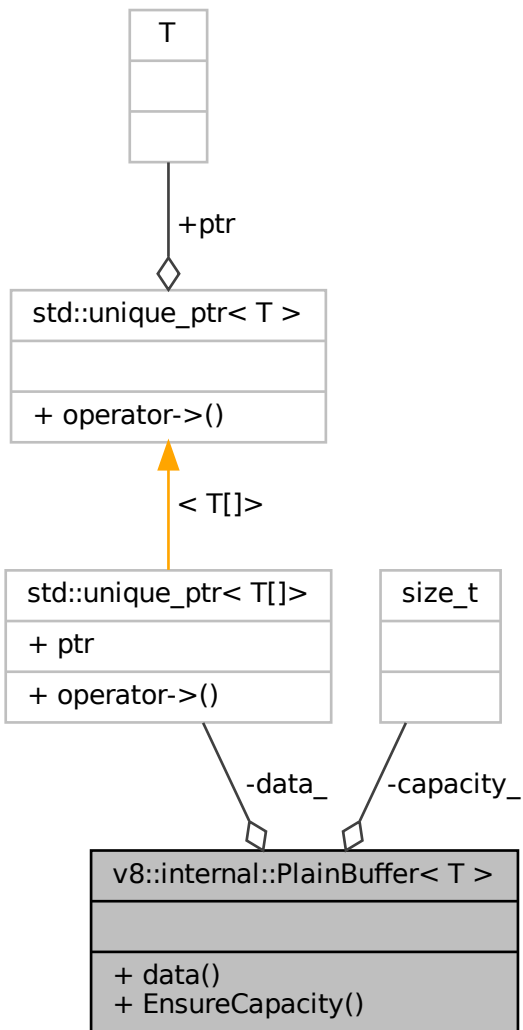 T
+ptr
std::unique_ptr< T >
+ operator->()
< T[]>
std::unique_ptr< T[]>
+ ptr
+ operator->()
size_t
-data_
-capacity_
v8::internal::PlainBuffer< T >
+ data()
+ EnsureCapacity()